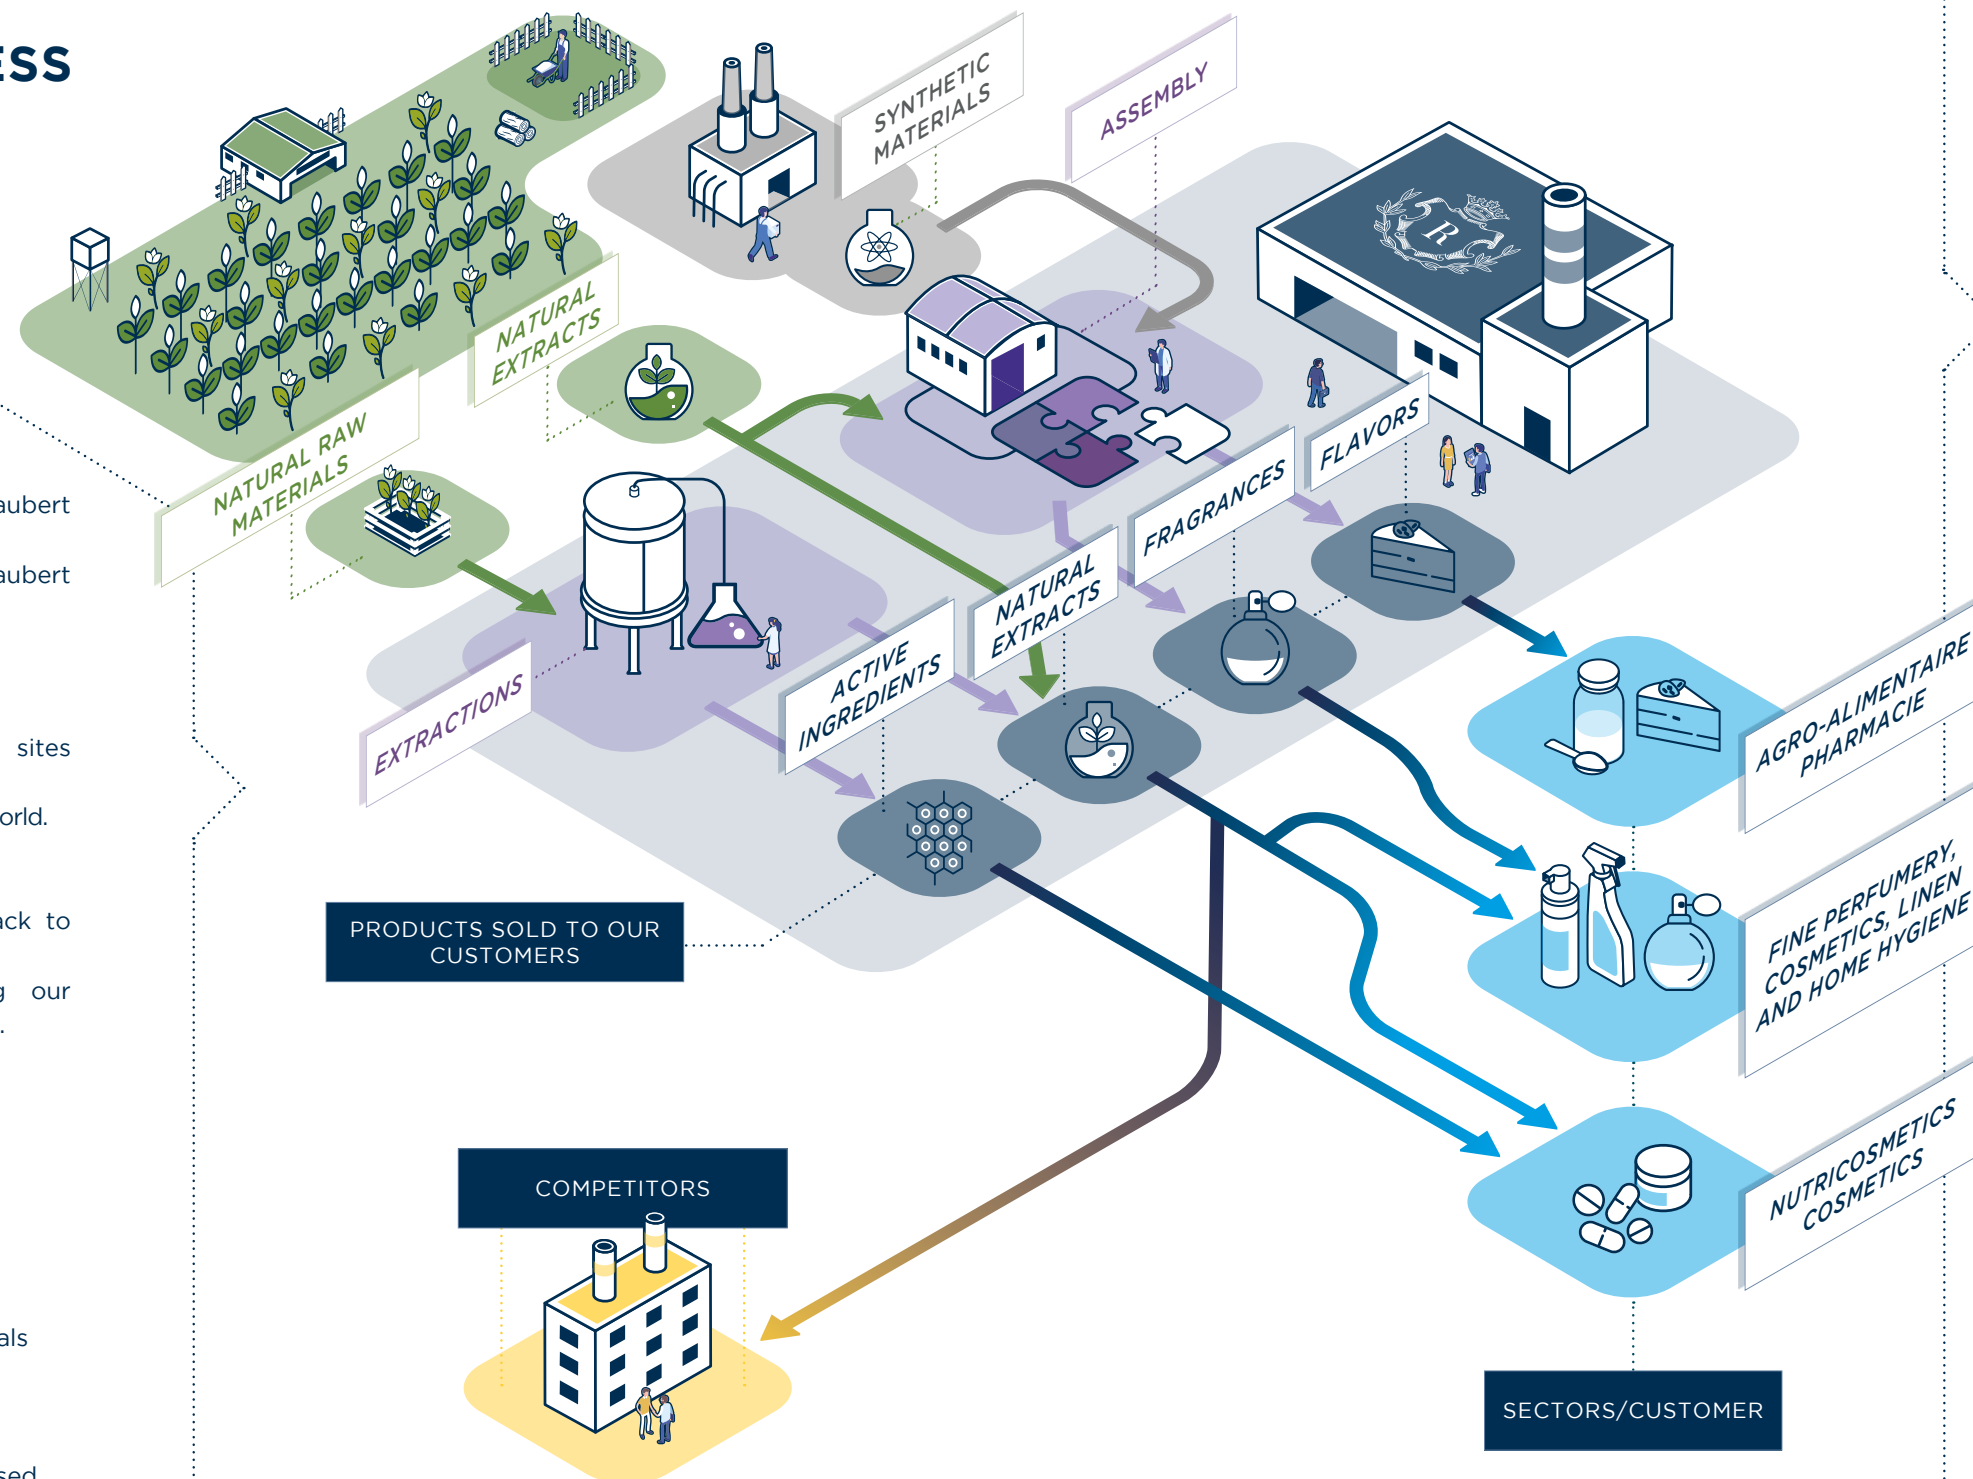 ESS
SYNTHETIC
MATERIALS
ASSEMBLY
R
NATURAL
EXTRACTS
NATURAL RAW
MATERIALS
FLAVORS
FRAGRANCES
NATURAL
EXTRACTS
ACTIVE
INGREDIENTS
EXTRACTIONS
aubert
aubert
sites
orld.
ack to
g our
.
als
sed
AGRO-ALIMENTAIRE
PHARMACIE
FINE PERFUMERY,
COSMETICS, LINEN
AND HOME HYGIENE
NUTRICOSMETICS
COSMETICS
PRODUCTS SOLD TO OUR
CUSTOMERS
COMPETITORS
SECTORS/CUSTOMER